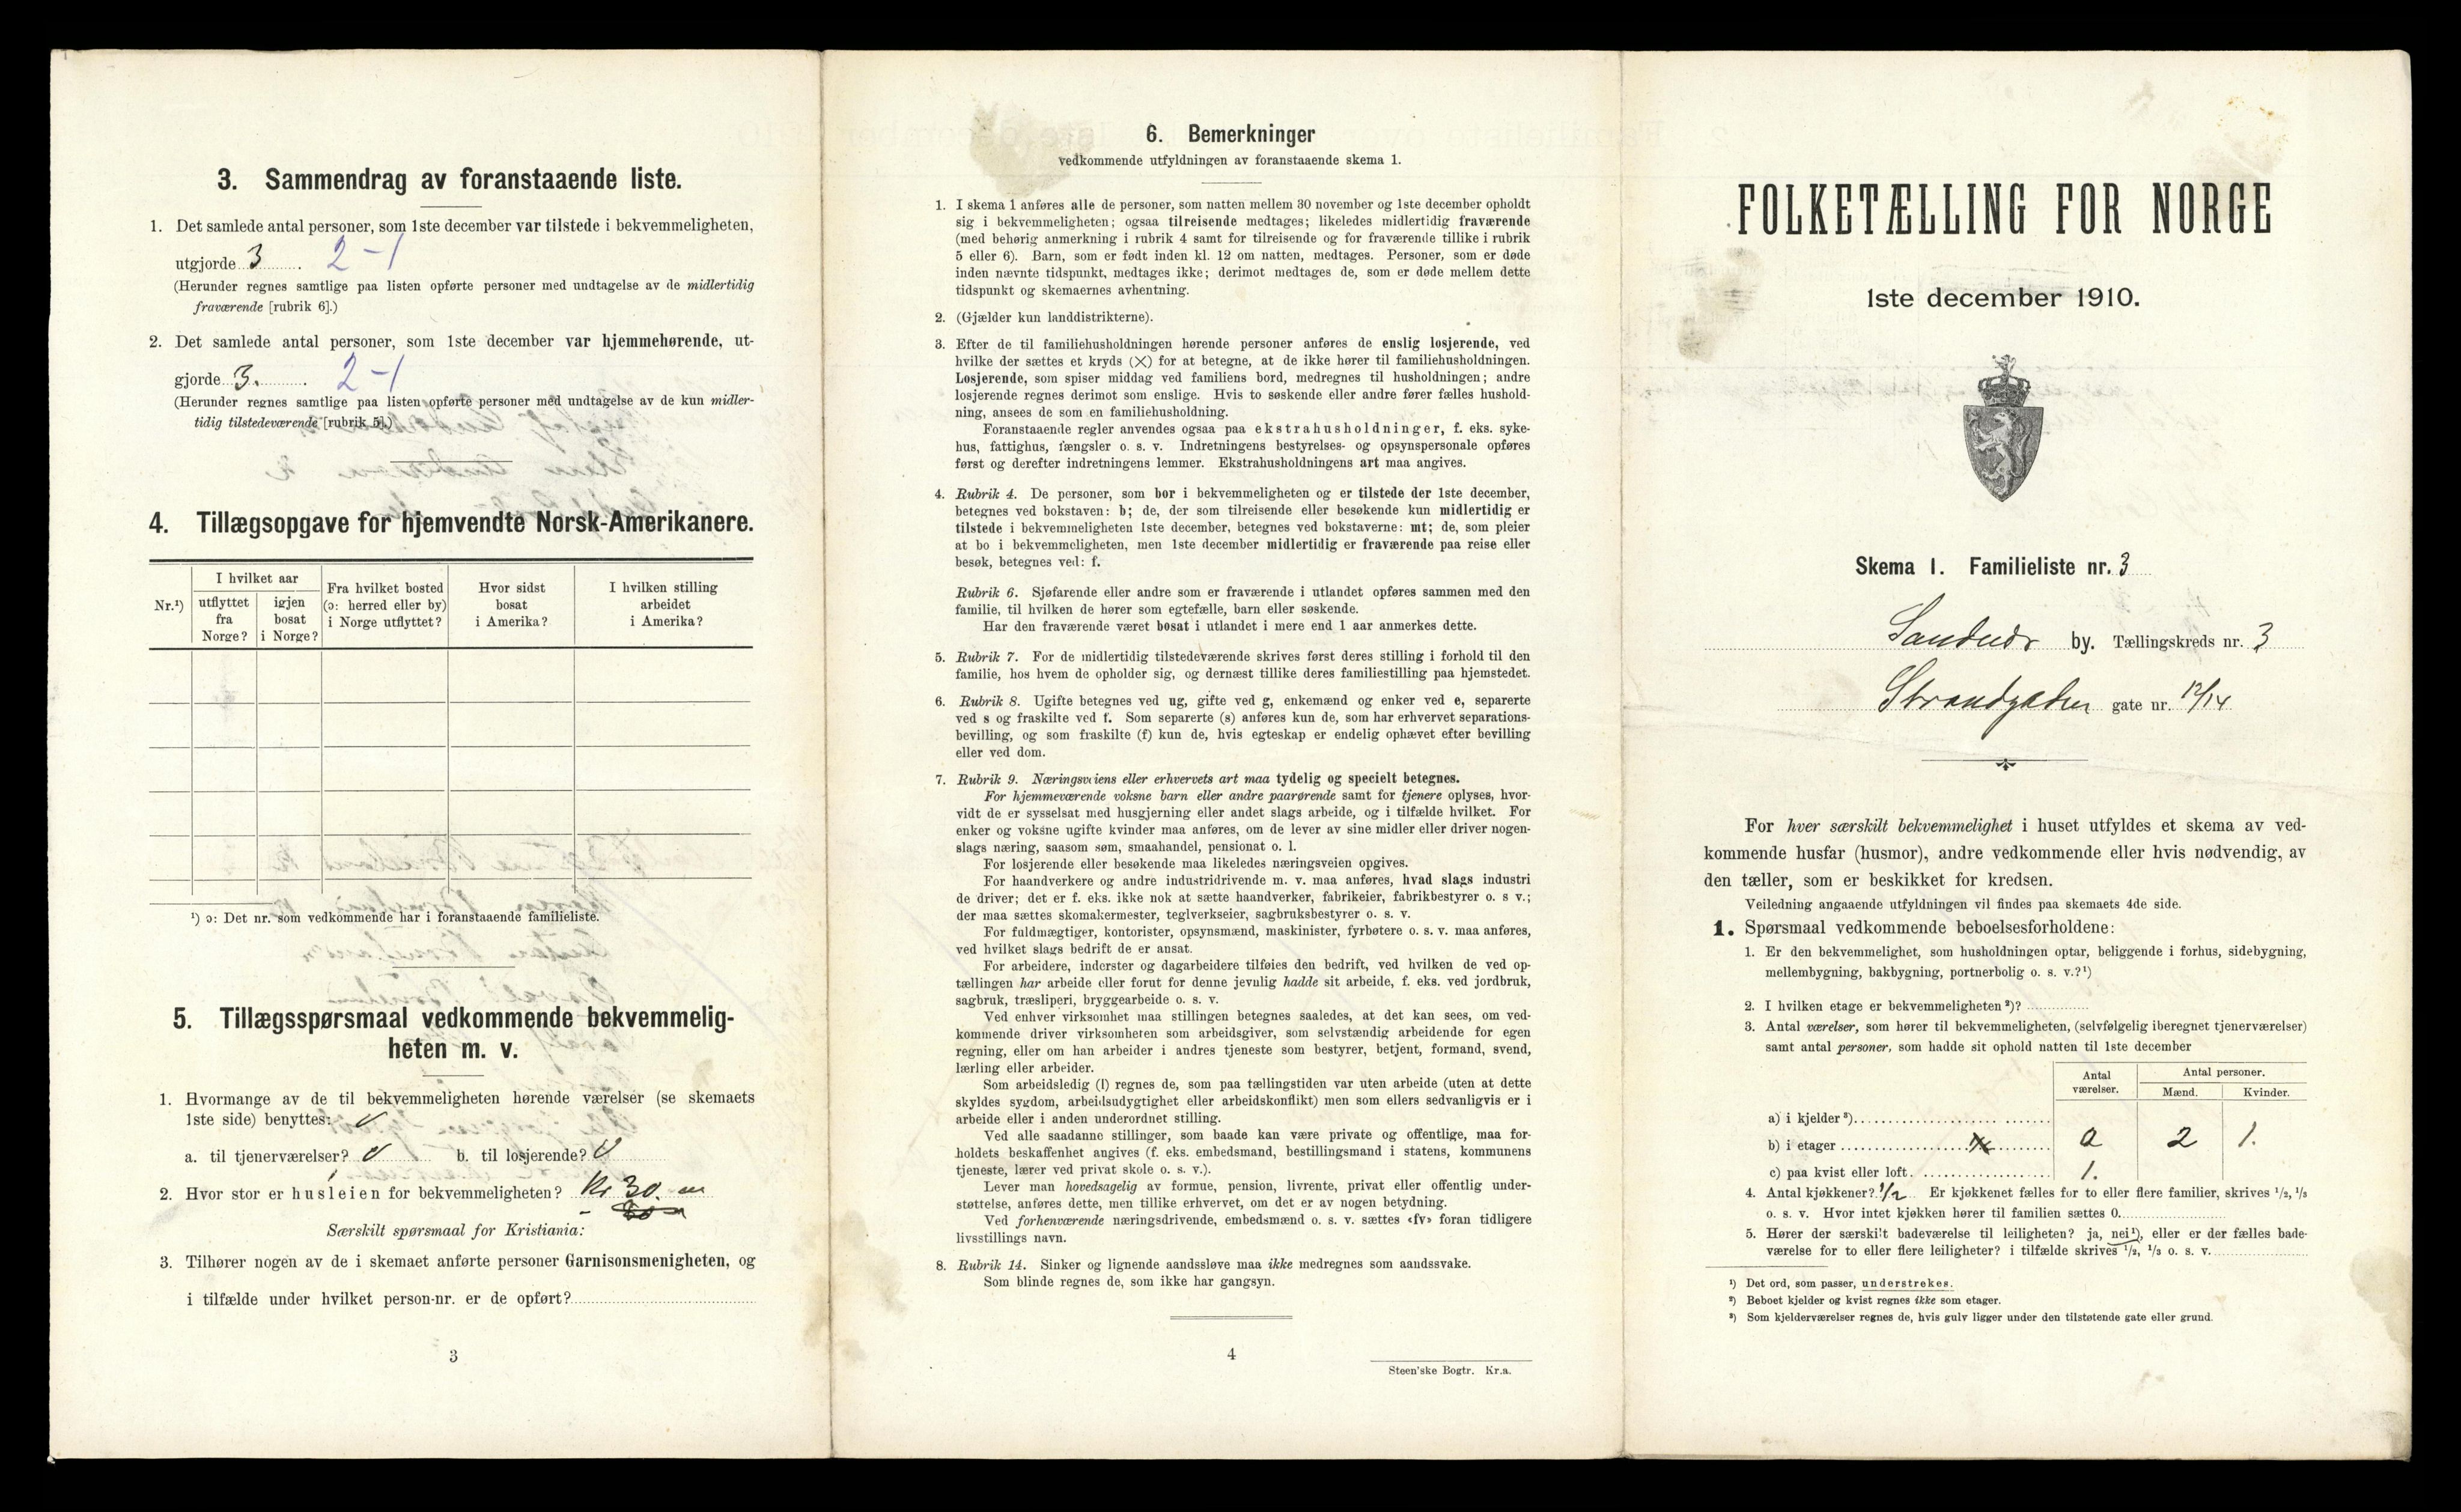 3. Sammendrag av foranstaaende liste.
1. Det samlede antal personer, som 1ste december var tilstede i bekvemmeligheten,
utgjorde 3 . 2-1
(Herunder regnes samtlige paa listen opførte personer med undtagelse av de midlertidig
fraværende [rubrik 6].)
2. Det samlede antal personer, som 1ste december var hjemmehørende, ut-
gjorde 3. . 2-1
(Herunder regnes samtlige paa listen opførte personer med undtagelse av de kun midler-
tidig tilstedeværende [rubrik 5].)
4. Tillægsopgave for hjemvendte Norsk-Amerikanere.
Nr.¹)
I hvilket aar
utflyttet fra Norge?
igjen bosat i Norge?
Fra hvilket bosted (ɔ: herred eller by) i Norge utflyttet?
Hvor sidst bosat i Amerika?
I hvilken stilling arbeidet i Amerika?
¹) ɔ: Det nr. som vedkommende har i foranstaaende familieliste.
5. Tillægsspørsmaal vedkommende bekvemmelig-
heten m. v.
1. Hvormange av de til bekvemmeligheten hørende værelser (se skemaets
1ste side) benyttes: 0
a. til tjenerværelser? 0 b. til losjerende? 0
2. Hvor stor er husleien for bekvemmeligheten? Kr 30.
Særskilt spørsmaal for Kristiania:
3. Tilhører nogen av de i skemaet anførte personer Garnisonsmenigheten, og
i tilfælde under hvilket person-nr. er de opført?
3
6. Bemerkninger
vedkommende utfyldningen av foranstaaende skema 1.
1. I skema 1 anføres alle de personer, som natten mellem 30 november og 1ste december opholdt
sig i bekvemmeligheten; ogsaa tilreisende medtages; likeledes midlertidig fraværende
(med behørig anmerkning i rubrik 4 samt for tilreisende og for fraværende tillike i rubrik
5 eller 6). Barn, som er født inden kl. 12 om natten, medtages. Personer, som er døde
inden nævnte tidspunkt, medtages ikke; derimot medtages de, som er døde mellem dette
tidspunkt og skemaernes avhentning.
2. (Gjælder kun landdistrikterne).
3. Efter de til familiehusholdningen hørende personer anføres de enslig losjerende, ved
hvilke der sættes et kryds (×) for at betegne, at de ikke hører til familiehusholdningen.
Losjerende, som spiser middag ved familiens bord, medregnes til husholdningen; andre
losjerende regnes derimot som enslige. Hvis to søskende eller andre fører fælles hushold-
ning, ansees de som en familiehusholdning.
Foranstaaende regler anvendes ogsaa paa ekstrahusholdninger, f. eks. syke-
hus, fattighus, fængsler o. s. v. Indretningens bestyrelses- og opsynspersonale opføres
først og derefter indretningens lemmer. Ekstrahusholdningens art maa angives.
4. Rubrik 4. De personer, som bor i bekvemmeligheten og er tilstede der 1ste december,
betegnes ved bokstaven: b; de, der som tilreisende eller besøkende kun midlertidig er
tilstede i bekvemmeligheten 1ste december, betegnes ved bokstaverne: mt; de, som pleier
at bo i bekvemmeligheten, men 1ste december midlertidig er fraværende paa reise eller
besøk, betegnes ved: f.
Rubrik 6. Sjøfarende eller andre som er fraværende i utlandet opføres sammen med den
familie, til hvilken de hører som egtefælle, barn eller søskende.
Har den fraværende været bosat i utlandet i mere end 1 aar anmerkes dette.
5. Rubrik 7. For de midlertidig tilstedeværende skrives først deres stilling i forhold til den
familie, hos hvem de opholder sig, og dernæst tillike deres familiestilling paa hjemstedet.
6. Rubrik 8. Ugifte betegnes ved ug, gifte ved g, enkemænd og enker ved e, separerte
ved s og fraskilte ved f. Som separerte (s) anføres kun de, som har erhvervet separations-
bevilling, og som fraskilte (f) kun de, hvis egteskap er endelig ophævet efter bevilling
eller ved dom.
7. Rubrik 9. Næringsveiens eller erhvervets art maa tydelig og specielt betegnes.
For hjemmeværende voksne barn eller andre paarørende samt for tjenere oplyses, hvor-
vidt de er sysselsat med husgjerning eller andet slags arbeide, og i tilfælde hvilket. For
enker og voksne ugifte kvinder maa anføres, om de lever av sine midler eller driver nogen-
slags næring, saasom søm, smaahandel, pensionat o. l.
For losjerende eller besøkende maa likeledes næringsveien opgives.
For haandverkere og andre industridrivende m. v. maa anføres, hvad slags industri
de driver; det er f. eks. ikke nok at sætte haandverker, fabrikeier, fabrikbestyrer o. s v.;
der maa sættes skomakermester, teglverkseier, sagbruksbestyrer o. s. v.
For fuldmægtiger, kontorister, opsynsmænd, maskinister, fyrbøtere o. s. v. maa anføres,
ved hvilket slags bedrift de er ansat.
For arbeidere, inderster og dagarbeidere tilføies den bedrift, ved hvilken de ved op-
tællingen har arbeide eller forut for denne jevnlig hadde sit arbeide, f. eks. ved jordbruk,
sagbruk, træsliperi, bryggearbeide o. s. v.
Ved enhver virksomhet maa stillingen betegnes saaledes, at det kan sees, om ved-
kommende driver virksomheten som arbeidsgiver, som selvstændig arbeidende for egen
regning, eller om han arbeider i andres tjeneste som bestyrer, betjent, formand, svend,
lærling eller arbeider.
Som arbeidsledig (l) regnes de, som paa tællingstiden var uten arbeide (uten at dette
skyldes sygdom, arbeidsudygtighet eller arbeidskonflikt) men som ellers sedvanligvis er i
arbeide eller i anden underordnet stilling.
Ved alle saadanne stillinger, som baade kan være private og offentlige, maa for-
holdets beskaffenhet angives (f. eks. embedsmand, bestillingsmand i statens, kommunens
tjeneste, lærer ved privat skole o. s. v.).
Lever man hovedsagelig av formue, pension, livrente, privat eller offentlig under-
støttelse, anføres dette, men tillike erhvervet, om det er av nogen betydning.
Ved forhenværende næringsdrivende, embedsmænd o. s. v. sættes «fv» foran tidligere
livsstillings navn.
8. Rubrik 14. Sinker og lignende aandssløve maa ikke medregnes som aandssvake.
Som blinde regnes de, som ikke har gangsyn.
4
Steen'ske Bogtr. Kr.a.
FOLKETÆLLING FOR NORGE
1ste december 1910.
Skema 1. Familieliste nr. 3
Sandnes by. Tællingskreds nr. 3
Strandgaden gate nr. 12/14
For hver særskilt bekvemmelighet i huset utfyldes et skema av ved-
kommende husfar (husmor), andre vedkommende eller hvis nødvendig, av
den tæller, som er beskikket for kredsen.
Veiledning angaaende utfyldningen vil findes paa skemaets 4de side.
1. Spørsmaal vedkommende beboelsesforholdene:
1. Er den bekvemmelighet, som husholdningen optar, beliggende i forhus, sidebygning,
mellembygning, bakbygning, portnerbolig o. s. v.?¹)
2. I hvilken etage er bekvemmeligheten²)?
3. Antal værelser, som hører til bekvemmeligheten, (selvfølgelig iberegnet tjenerværelser)
samt antal personer, som hadde sit ophold natten til 1ste december
Antal værelser. Antal personer.
Mænd. Kvinder.
a) i kjelder³)
b) i etager 2 2 1.
c) paa kvist eller loft 1.
4. Antal kjøkkener? 1/2 Er kjøkkenet fælles for to eller flere familier, skrives ¹/₂, ¹/₃
o. s. v. Hvor intet kjøkken hører til familien sættes 0.
5. Hører der særskilt badeværelse til leiligheten? ja, nei¹), eller er der fælles bade-
værelse for to eller flere leiligheter? i tilfælde skrives ¹/₂, ¹/₃ o. s. v.
¹) Det ord, som passer, understrekes.
²) Beboet kjelder og kvist regnes ikke som etager.
³) Som kjelderværelser regnes de, hvis gulv ligger under den tilstøtende gate eller grund.